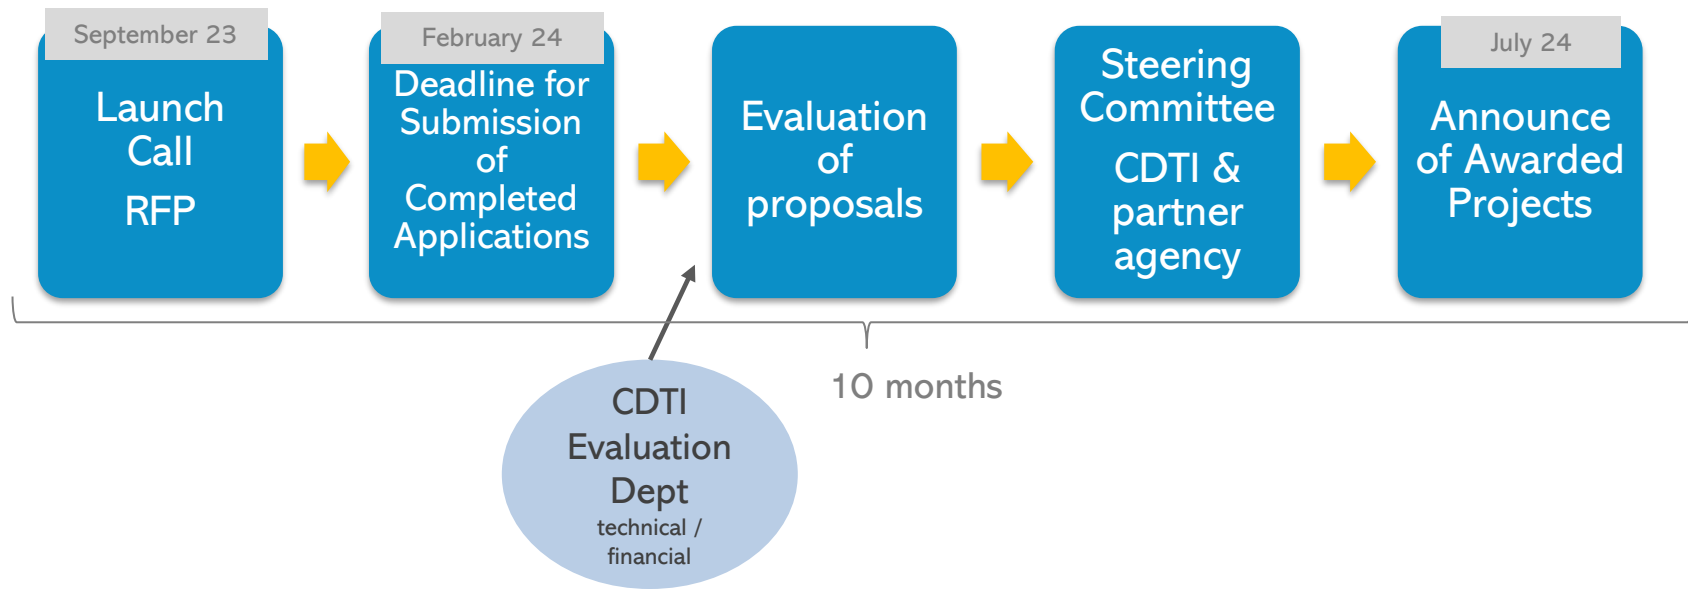 September 23
Launch
Call
RFP
February 24
Deadline for
Submission
of
Completed
Applications
Evaluation
of
proposals
Steering
Committee
CDTI &
partner
agency
July 24
Announce
of Awarded
Projects
10 months
CDTI
Evaluation
Dept
technical /
financial